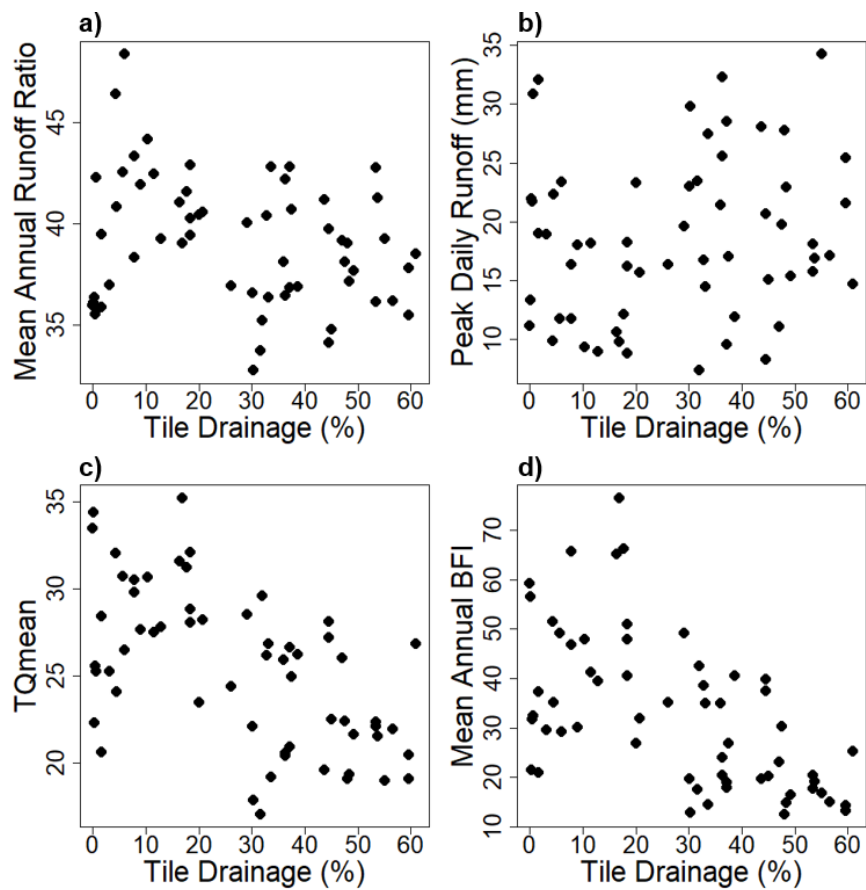 a)
Mean Annual Runoff Ratio
45
40
35
0 10 20 30 40 50 60
Tile Drainage (%)
b)
Peak Daily Runoff (mm)
35
30
25
20
15
10
0 10 20 30 40 50 60
Tile Drainage (%)
c)
TQmean
35
30
25
20
0 10 20 30 40 50 60
Tile Drainage (%)
d)
Mean Annual BFI
70
60
50
40
30
20
10
0 10 20 30 40 50 60
Tile Drainage (%)